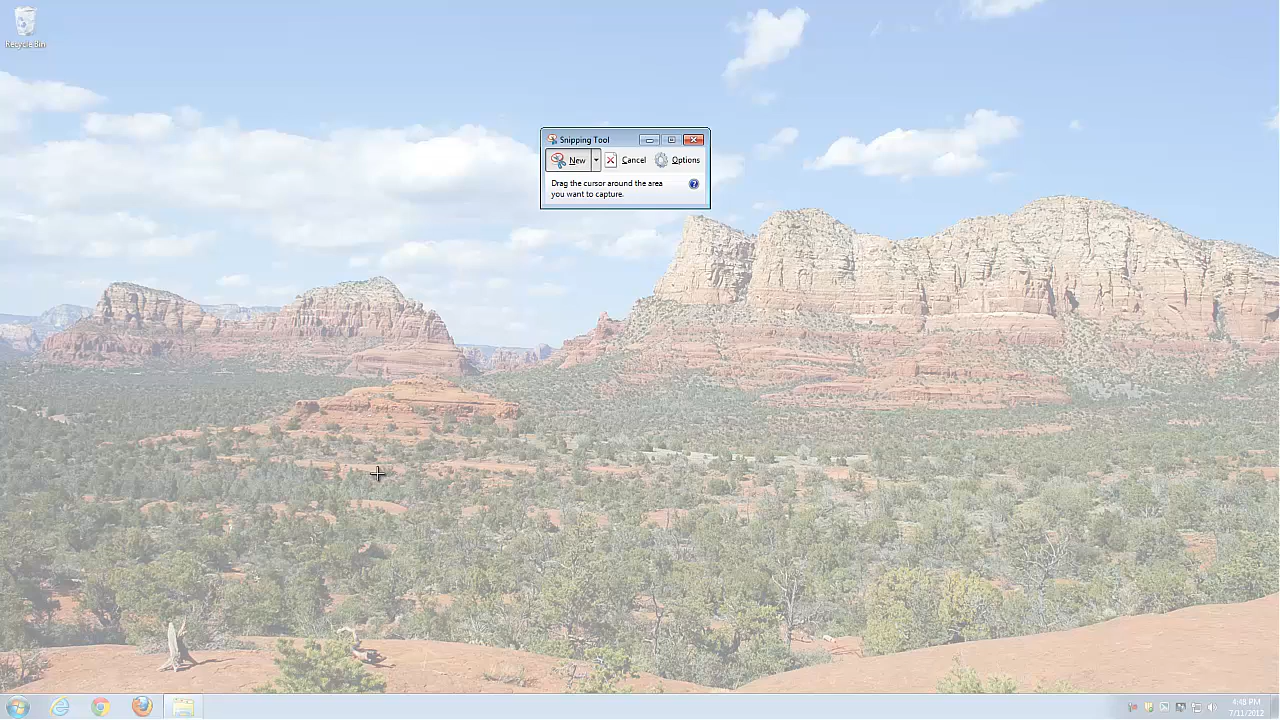 Recycle Bin
Snipping Tool
New Cancel Options
Drag the cursor around the area
you want to capture.
4:48 PM
7/11/2012